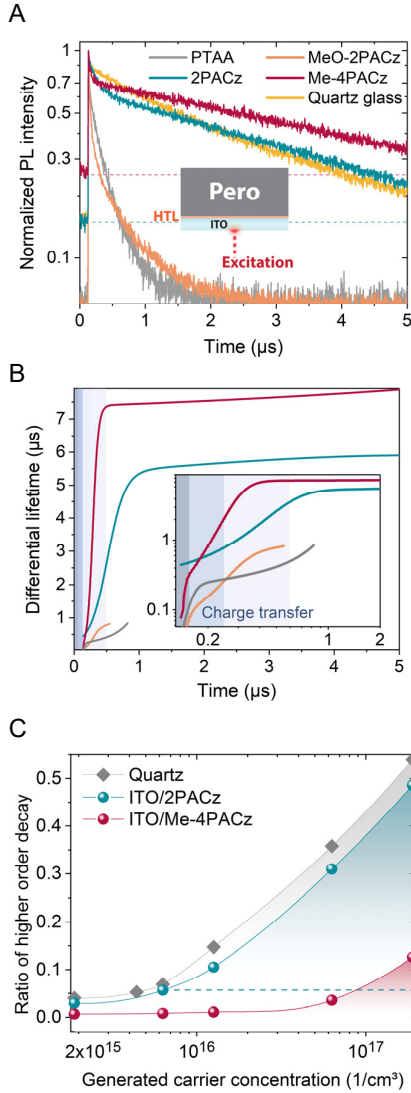 A
PTAA
MeO-2PACz
2PACz
Me-4PACz
Quartz glass
Normalized PL intensity
1
0.7
0.5
0.3
0.1
Pero
HTL
ITO
Excitation
0 1 2 3 4 5
Time (µs)
B
Differential lifetime (µs)
7
6
5
4
3
2
1
1
0.1
Charge transfer
0.2 1 2
0 1 2 3 4 5
Time (µs)
C
Ratio of higher order decay
0.5
0.4
0.3
0.2
0.1
0.0
Quartz
ITO/2PACz
ITO/Me-4PACz
2x10¹⁵ 10¹⁶ 10¹⁷
Generated carrier concentration (1/cm³)